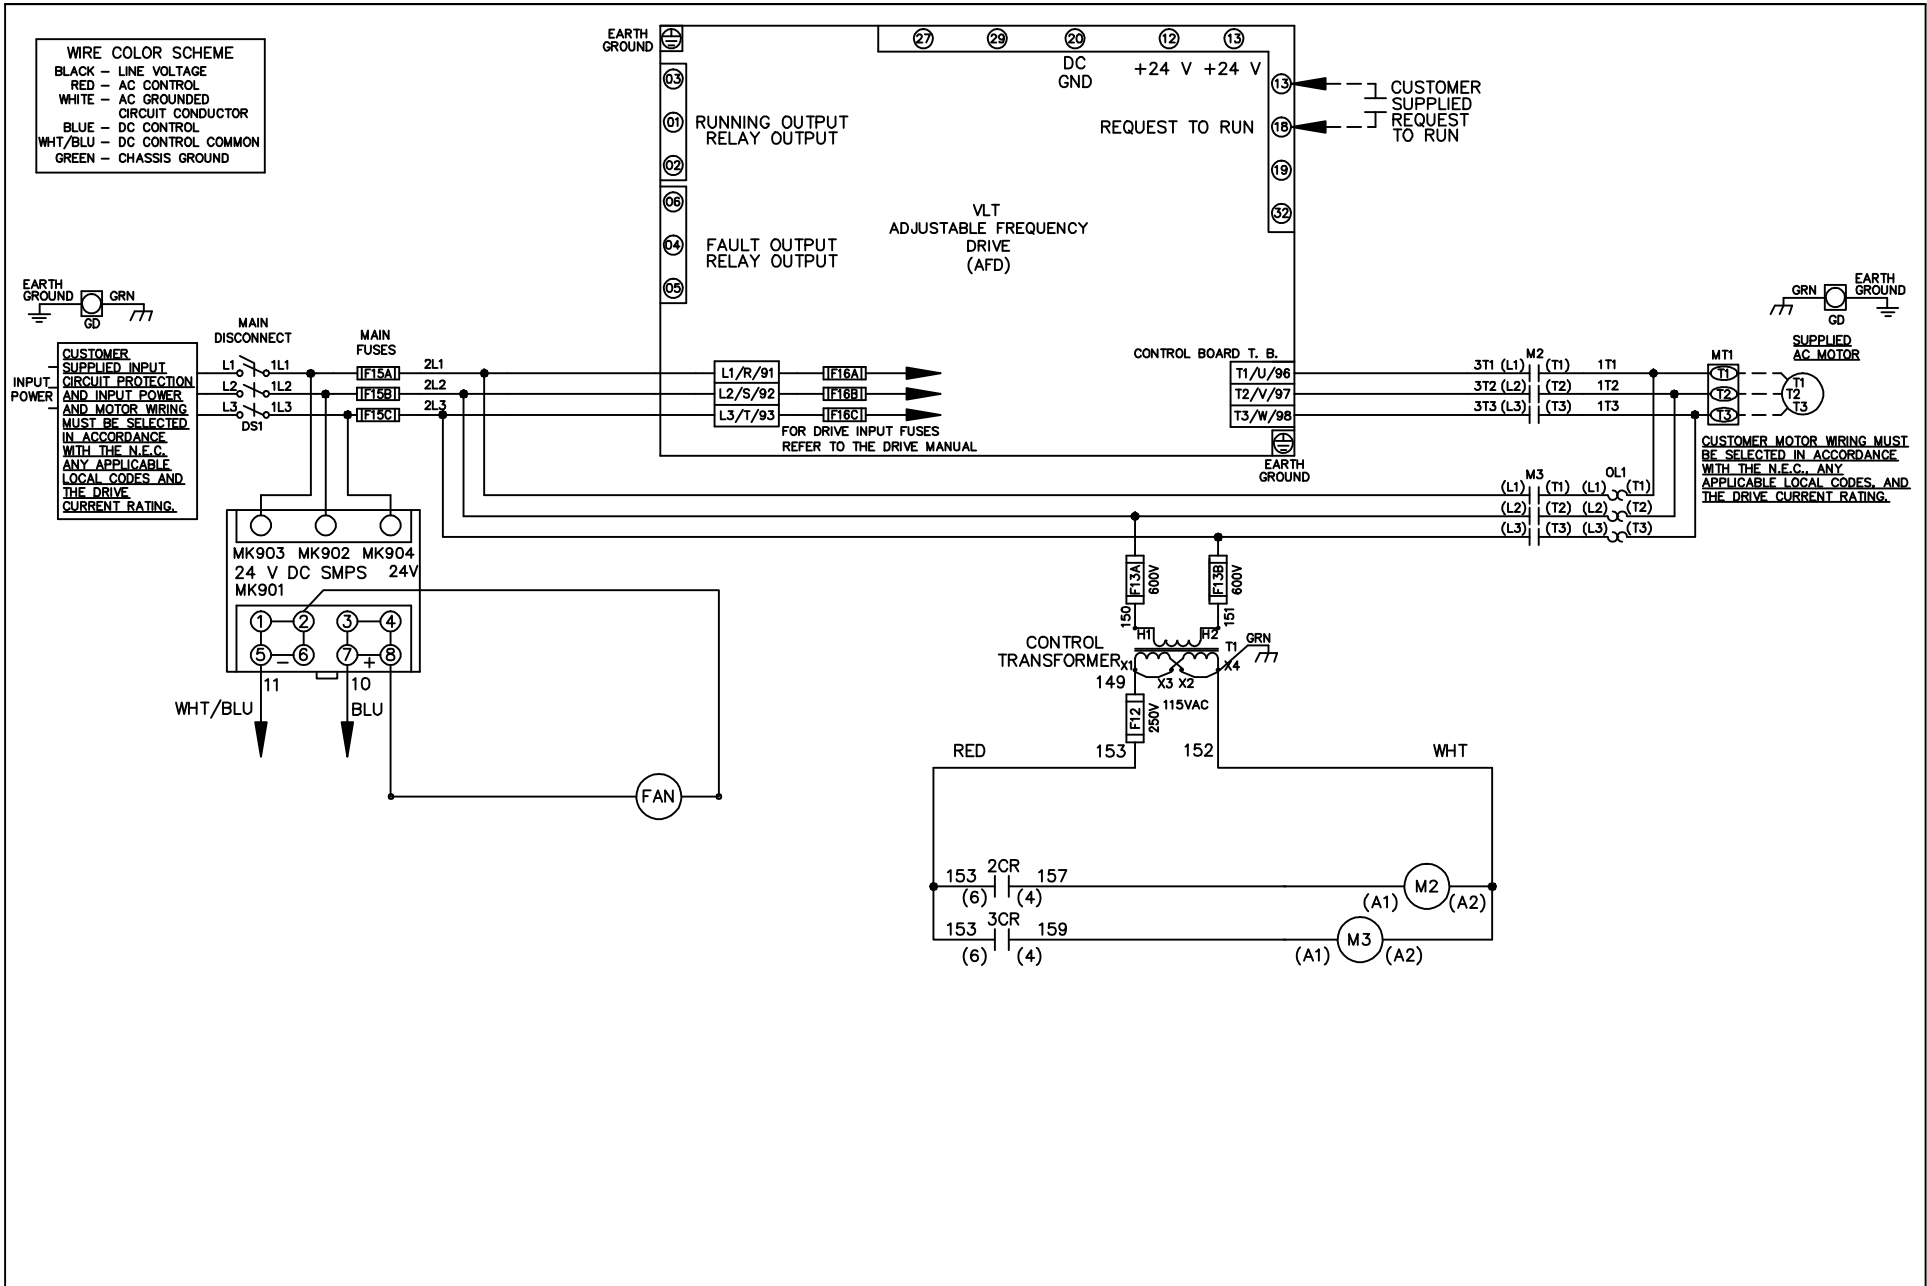 WIRE COLOR SCHEME
BLACK – LINE VOLTAGE
RED – AC CONTROL
WHITE – AC GROUNDED
CIRCUIT CONDUCTOR
BLUE – DC CONTROL
WHT/BLU – DC CONTROL COMMON
GREEN – CHASSIS GROUND
EARTH
GROUND
03
01
02
RUNNING OUTPUT
RELAY OUTPUT
06
04
05
FAULT OUTPUT
RELAY OUTPUT
27 29 20 12 13
DC
GND
+24 V +24 V
13
18
19
32
REQUEST TO RUN
CUSTOMER
SUPPLIED
REQUEST
TO RUN
VLT
ADJUSTABLE FREQUENCY
DRIVE
(AFD)
EARTH
GROUND
GRN
GD
INPUT
POWER
CUSTOMER
SUPPLIED INPUT
CIRCUIT PROTECTION
AND INPUT POWER
AND MOTOR WIRING
MUST BE SELECTED
IN ACCORDANCE
WITH THE N.E.C.
ANY APPLICABLE
LOCAL CODES AND
THE DRIVE
CURRENT RATING.
MAIN
DISCONNECT
L1 1L1
L2 1L2
L3 1L3
DS1
MAIN
FUSES
F15A 2L1
F15B 2L2
F15C 2L3
L1/R/91 F16A
L2/S/92 F16B
L3/T/93 F16C
FOR DRIVE INPUT FUSES
REFER TO THE DRIVE MANUAL
CONTROL BOARD T. B.
T1/U/96
T2/V/97
T3/W/98
EARTH
GROUND
M2
3T1 (L1) (T1) 1T1
3T2 (L2) (T2) 1T2
3T3 (L3) (T3) 1T3
MT1
T1
T2
T3
GRN
EARTH
GROUND
GD
SUPPLIED
AC MOTOR
T1
T2
T3
CUSTOMER MOTOR WIRING MUST
BE SELECTED IN ACCORDANCE
WITH THE N.E.C., ANY
APPLICABLE LOCAL CODES, AND
THE DRIVE CURRENT RATING.
M3 OL1
(L1) (T1) (L1) (T1)
(L2) (T2) (L2) (T2)
(L3) (T3) (L3) (T3)
MK903 MK902 MK904
24 V DC SMPS 24V
MK901
1 2 3 4
5 – 6 7 + 8
11 10
WHT/BLU BLU
FAN
F13A
600V
F13B
600V
150
151
H1 H2
CONTROL
TRANSFORMER
T1
GRN
X1 X4
X3 X2
149
F12
250V
115VAC
RED 153 152 WHT
2CR
153 157
(6) (4)
M2
(A1) (A2)
3CR
153 159
(6) (4)
M3
(A1) (A2)